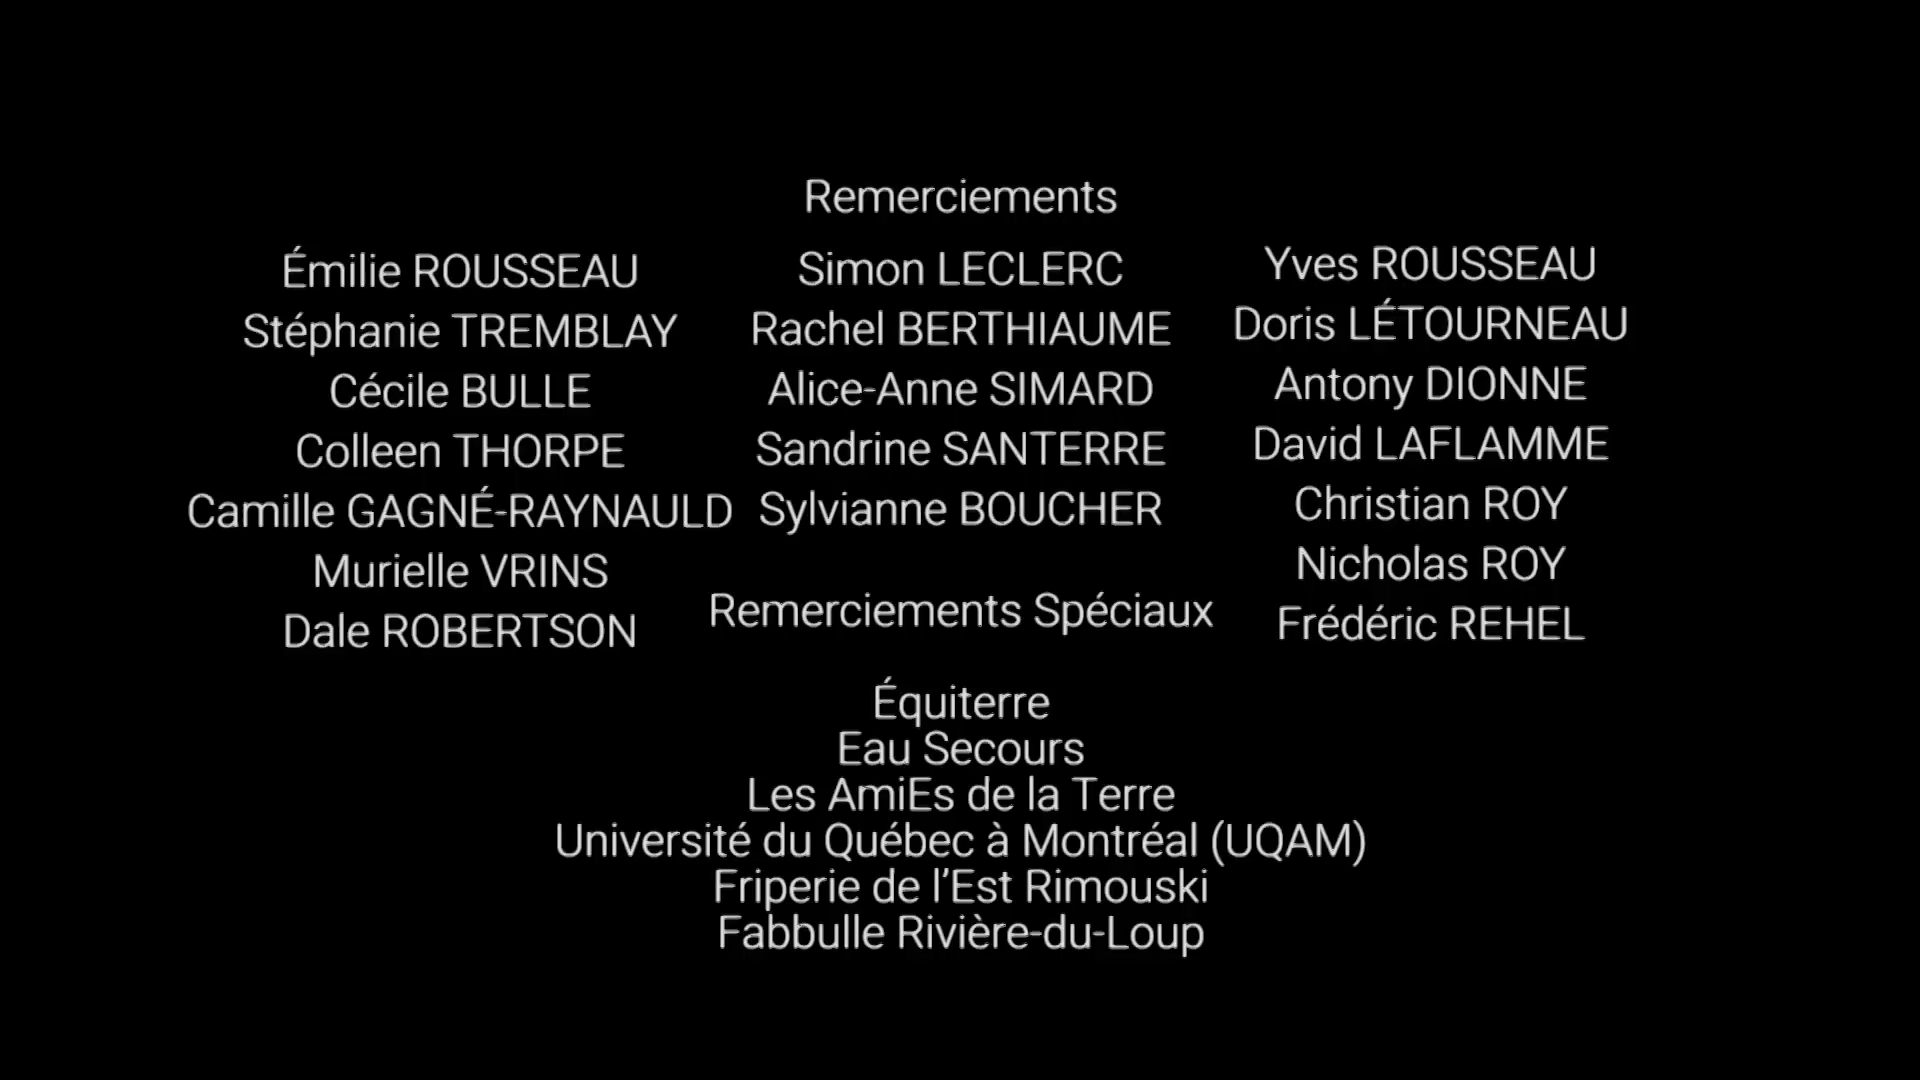 Remerciements
Émilie ROUSSEAU
Stéphanie TREMBLAY
Cécile BULLE
Colleen THORPE
Camille GAGNÉ-RAYNAULD
Murielle VRINS
Dale ROBERTSON
Simon LECLERC
Rachel BERTHIAUME
Alice-Anne SIMARD
Sandrine SANTERRE
Sylvianne BOUCHER
Yves ROUSSEAU
Doris LÉTOURNEAU
Antony DIONNE
David LAFLAMME
Christian ROY
Nicholas ROY
Frédéric REHEL
Remerciements Spéciaux
Équiterre
Eau Secours
Les AmiEs de la Terre
Université du Québec à Montréal (UQAM)
Friperie de l’Est Rimouski
Fabbulle Rivière-du-Loup